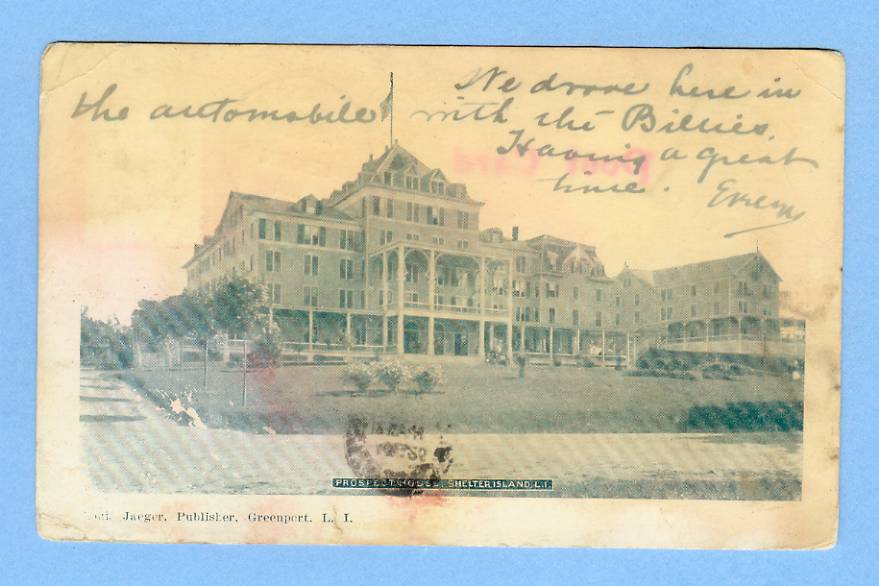 We drove here in
the automobile with the Billies.
Having a great
time.
PROSPECT HOUSE, SHELTER ISLAND, L.I.
Jaeger, Publisher, Greenport, L. I.